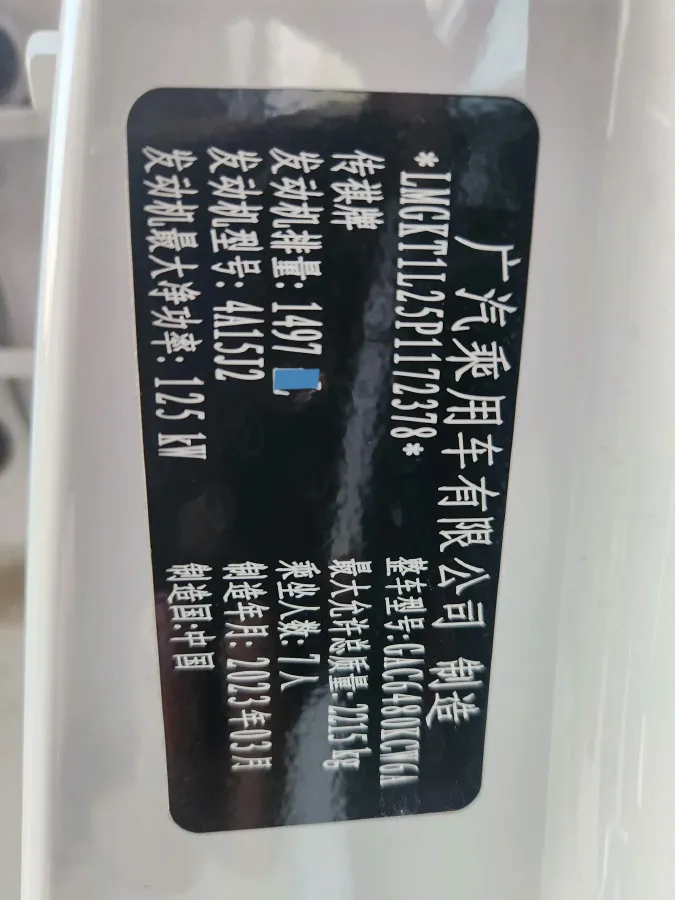 广汽乘用车有限公司 制造
*LMGKT1L25P1172378* 整车型号:GAC6480KCW6A
传祺牌 最大允许总质量: 2215 kg
发动机排量: 1497 乘坐人数: 7人
发动机型号: 4A15J2 制造年月: 2023年03月
发动机最大净功率: 125 kW 制造国:中国